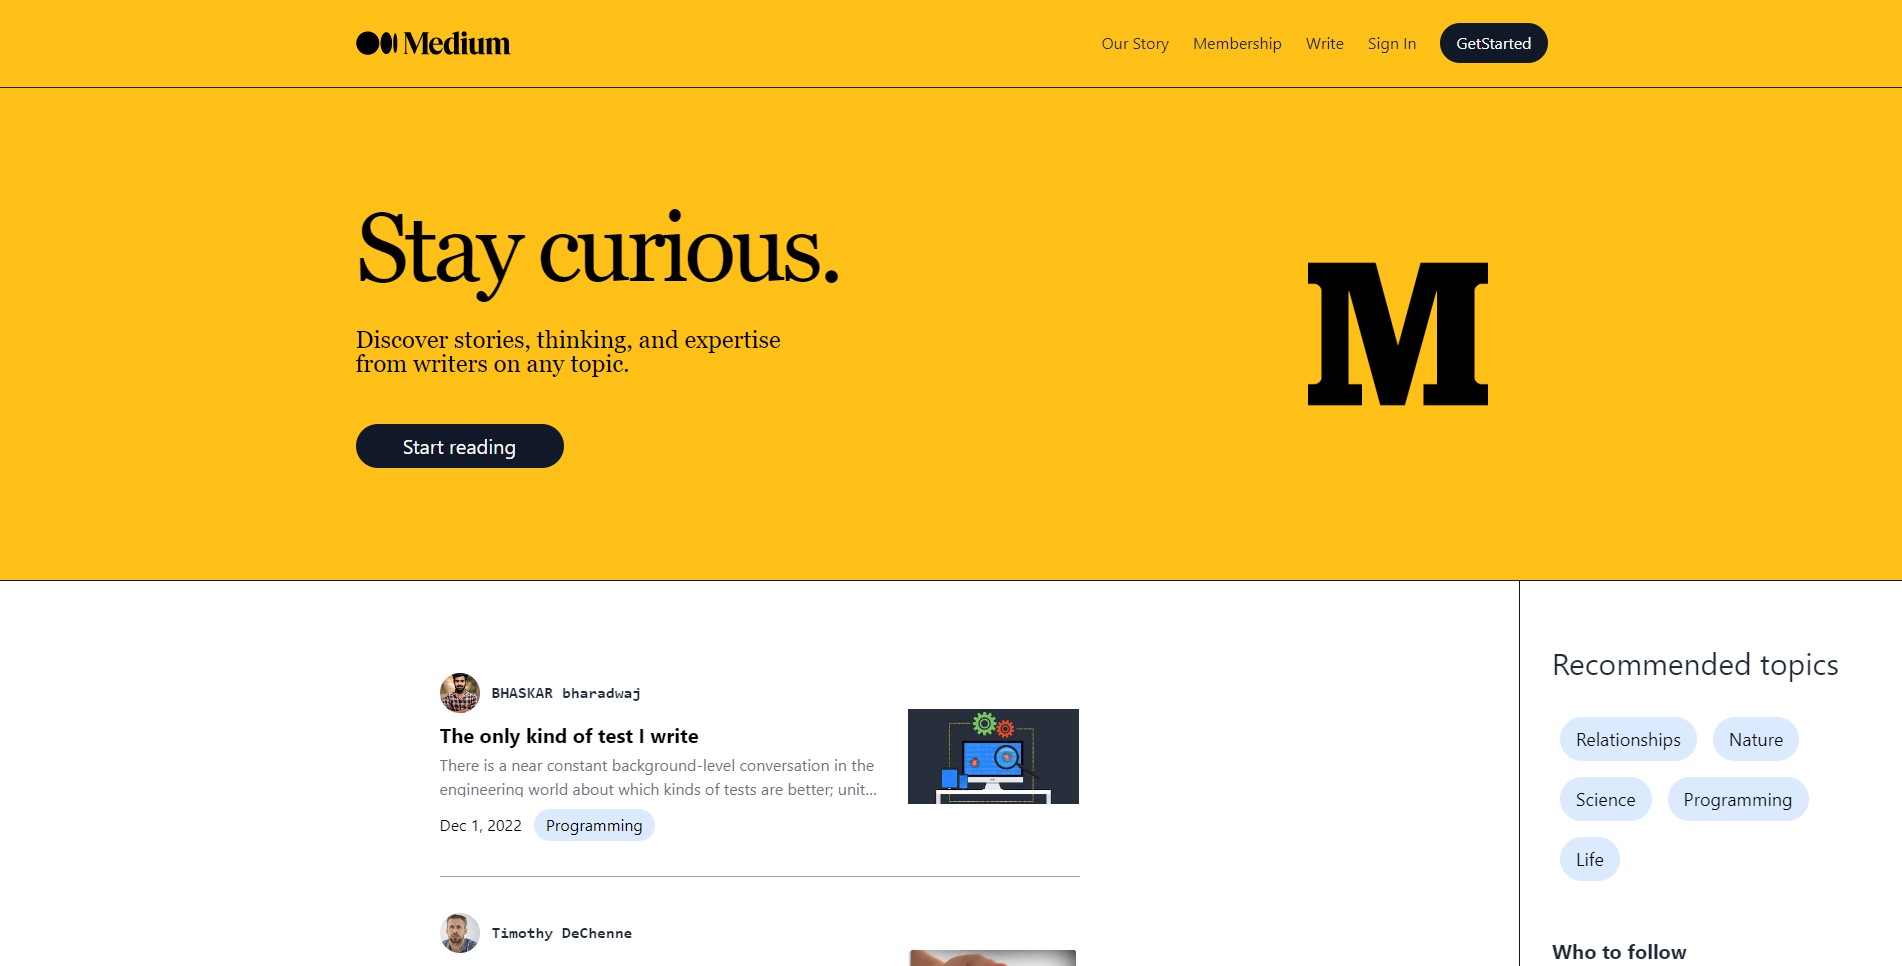 Medium
Our Story
Membership
Write
Sign In
GetStarted
Stay curious.
Discover stories, thinking, and expertise
from writers on any topic.
Start reading
M
BHASKAR bharadwaj
The only kind of test I write
There is a near constant background-level conversation in the
engineering world about which kinds of tests are better; unit...
Dec 1, 2022
Programming
Timothy DeChenne
Recommended topics
Relationships
Nature
Science
Programming
Life
Who to follow